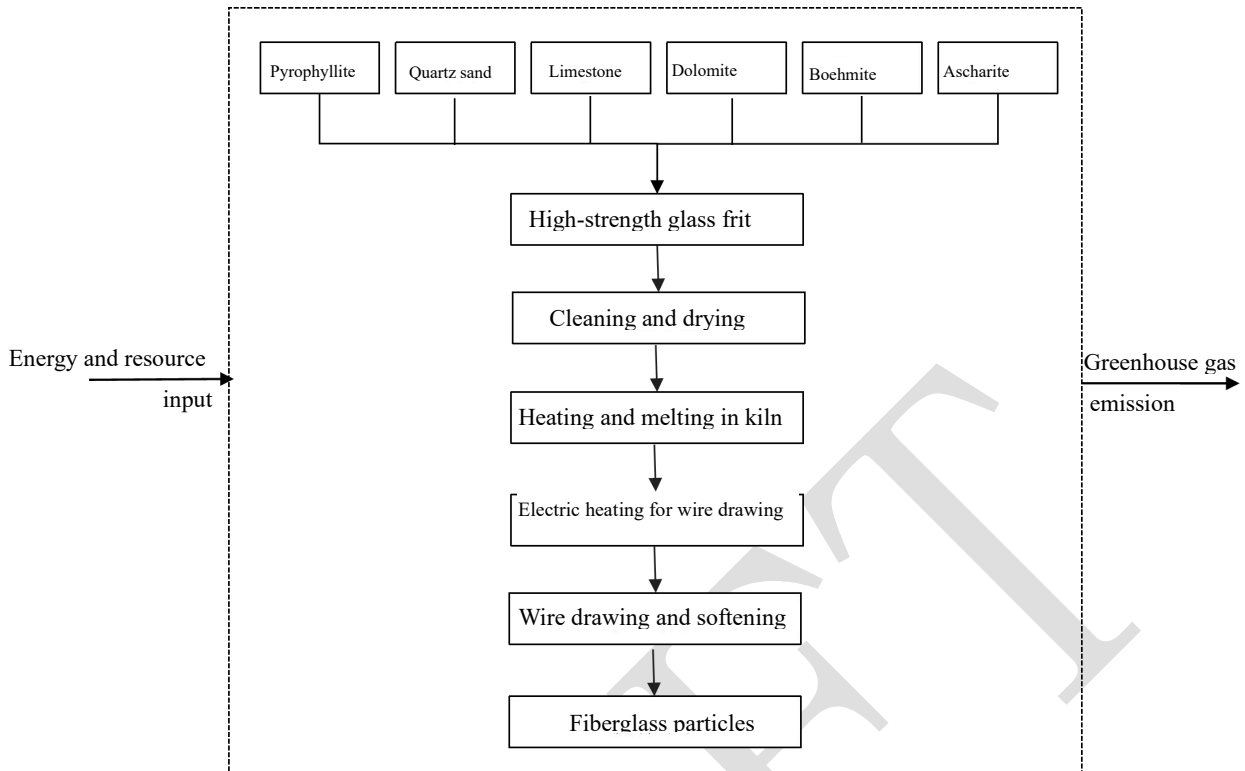 Pyrophyllite
Quartz sand
Limestone
Dolomite
Boehmite
Ascharite
High-strength glass frit
Cleaning and drying
Energy and resource
input
Greenhouse gas
emission
Heating and melting in kiln
Electric heating for wire drawing
Wire drawing and softening
Fiberglass particles
FT